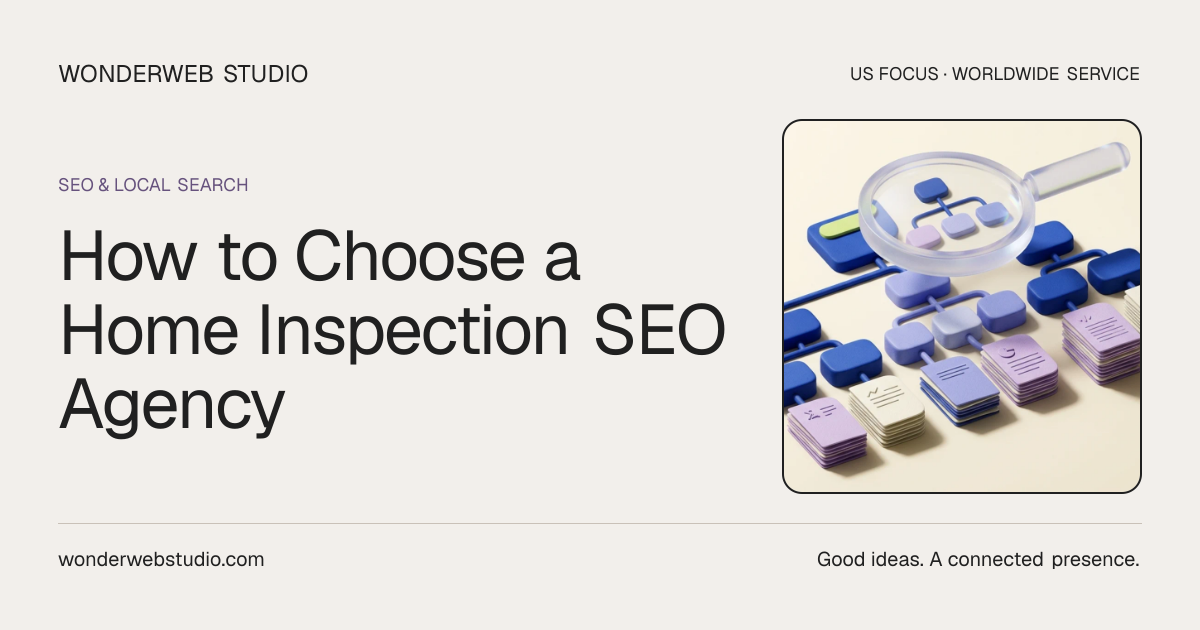 WONDERWEB STUDIO
US FOCUS · WORLDWIDE SERVICE
SEO & LOCAL SEARCH
How to Choose a
Home Inspection SEO
Agency
wonderwebstudio.com
Good ideas. A connected presence.